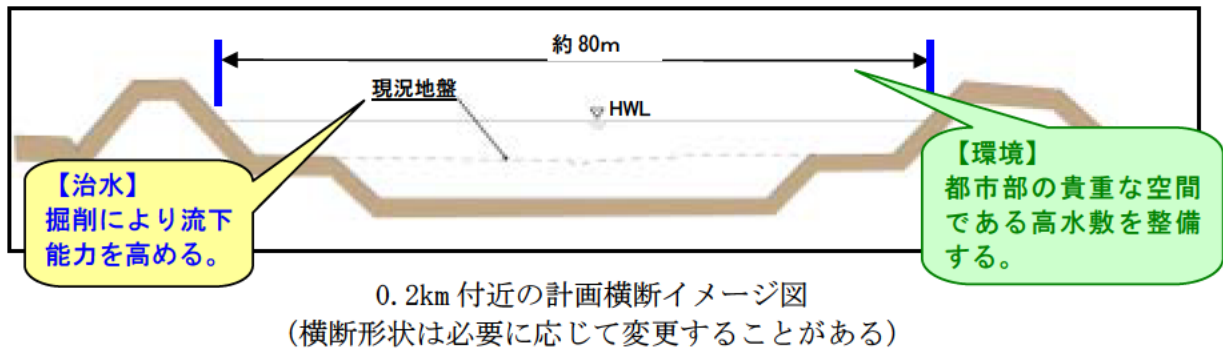 約80m
現況地盤
HWL
【治水】
掘削により流下
能力を高める。
【環境】
都市部の貴重な空間
である高水敷を整備
する。
0.2km 付近の計画横断イメージ図
(横断形状は必要に応じて変更することがある)